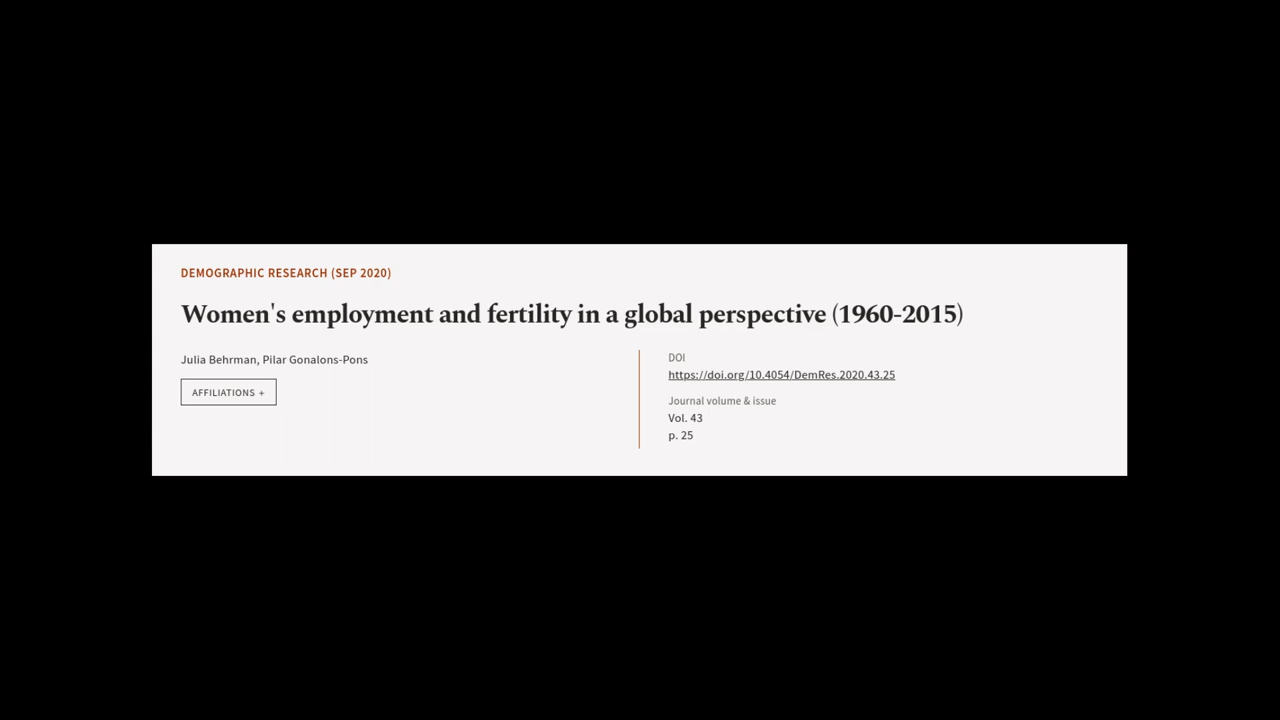 DEMOGRAPHIC RESEARCH (SEP 2020)
Women's employment and fertility in a global perspective (1960-2015)
Julia Behrman, Pilar Gonalons-Pons
AFFILIATIONS +
DOI
https://doi.org/10.4054/DemRes.2020.43.25
Journal volume & issue
Vol. 43
p. 25